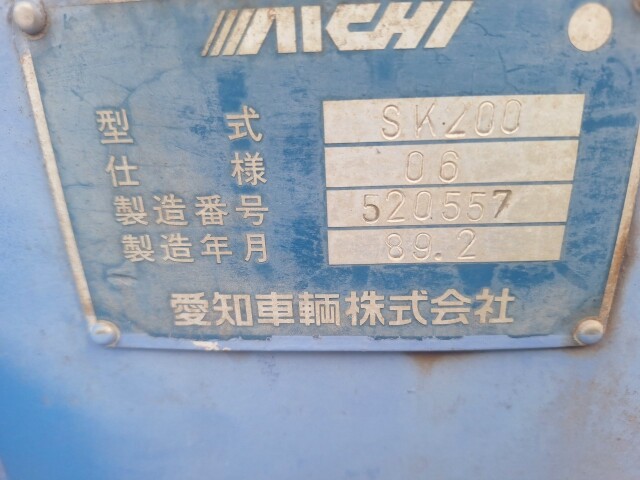 AICHI
型式 SK200
仕様 06
製造番号 520557
製造年月 89.2
愛知車輌株式会社